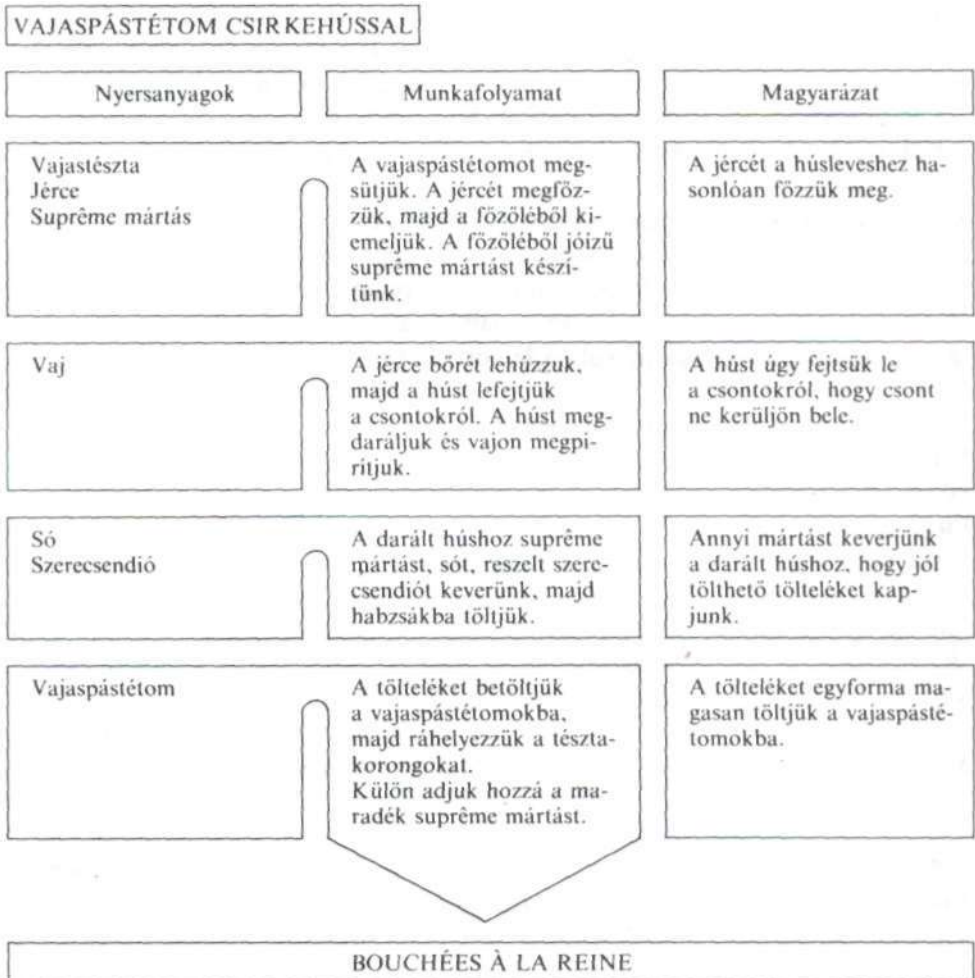 VAJASPÁSTÉTOM CSIRKEHÚSSAL
Nyersanyagok
Munkafolyamat
Magyarázat
Vajastészta
Jérce
Suprême mártás
A vajaspástétomot meg-
sütjük. A jércét megfőz-
zük, majd a főzőléből ki-
emeljük. A főzőléből jóízű
suprême mártást készí-
tünk.
A jércét a húsleveshez ha-
sonlóan főzzük meg.
Vaj
A jérce bőrét lehúzzuk,
majd a húst lefejtjük
a csontokról. A húst meg-
daráljuk és vajon megpi-
rítjuk.
A húst úgy fejtsük le
a csontokról, hogy csont
ne kerüljön bele.
Só
Szerecsendió
A darált húshoz suprême
mártást, sót, reszelt szere-
csendiót keverünk, majd
habzsákba töltjük.
Annyi mártást keverjünk
a darált húshoz, hogy jól
tölthető tölteléket kap-
junk.
Vajaspástétom
A tölteléket betöltjük
a vajaspástétomokba,
majd ráhelyezzük a tészta-
korongokat.
Külön adjuk hozzá a ma-
radék suprême mártást.
A tölteléket egyforma ma-
gasan töltjük a vajaspásté-
tomokba.
BOUCHÉES À LA REINE